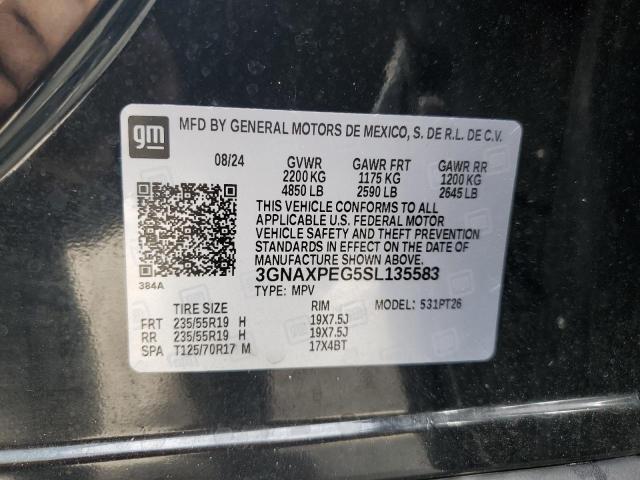 gm
MFD BY GENERAL MOTORS DE MEXICO, S. DE R.L. DE C.V.
08/24 GVWR GAWR FRT GAWR RR
2200 KG 1175 KG 1200 KG
4850 LB 2590 LB 2645 LB
THIS VEHICLE CONFORMS TO ALL
APPLICABLE U.S. FEDERAL MOTOR
VEHICLE SAFETY AND THEFT
PREVENTION STANDARDS IN EFFECT ON
THE DATE OF MANUFACTURE SHOWN ABOVE.
3GNAXPEG5SL135583
384A
TYPE: MPV
TIRE SIZE RIM MODEL: 531PT26
FRT 235/55R19 H 19X7.5J
RR 235/55R19 H 19X7.5J
SPA T125/70R17 M 17X4BT